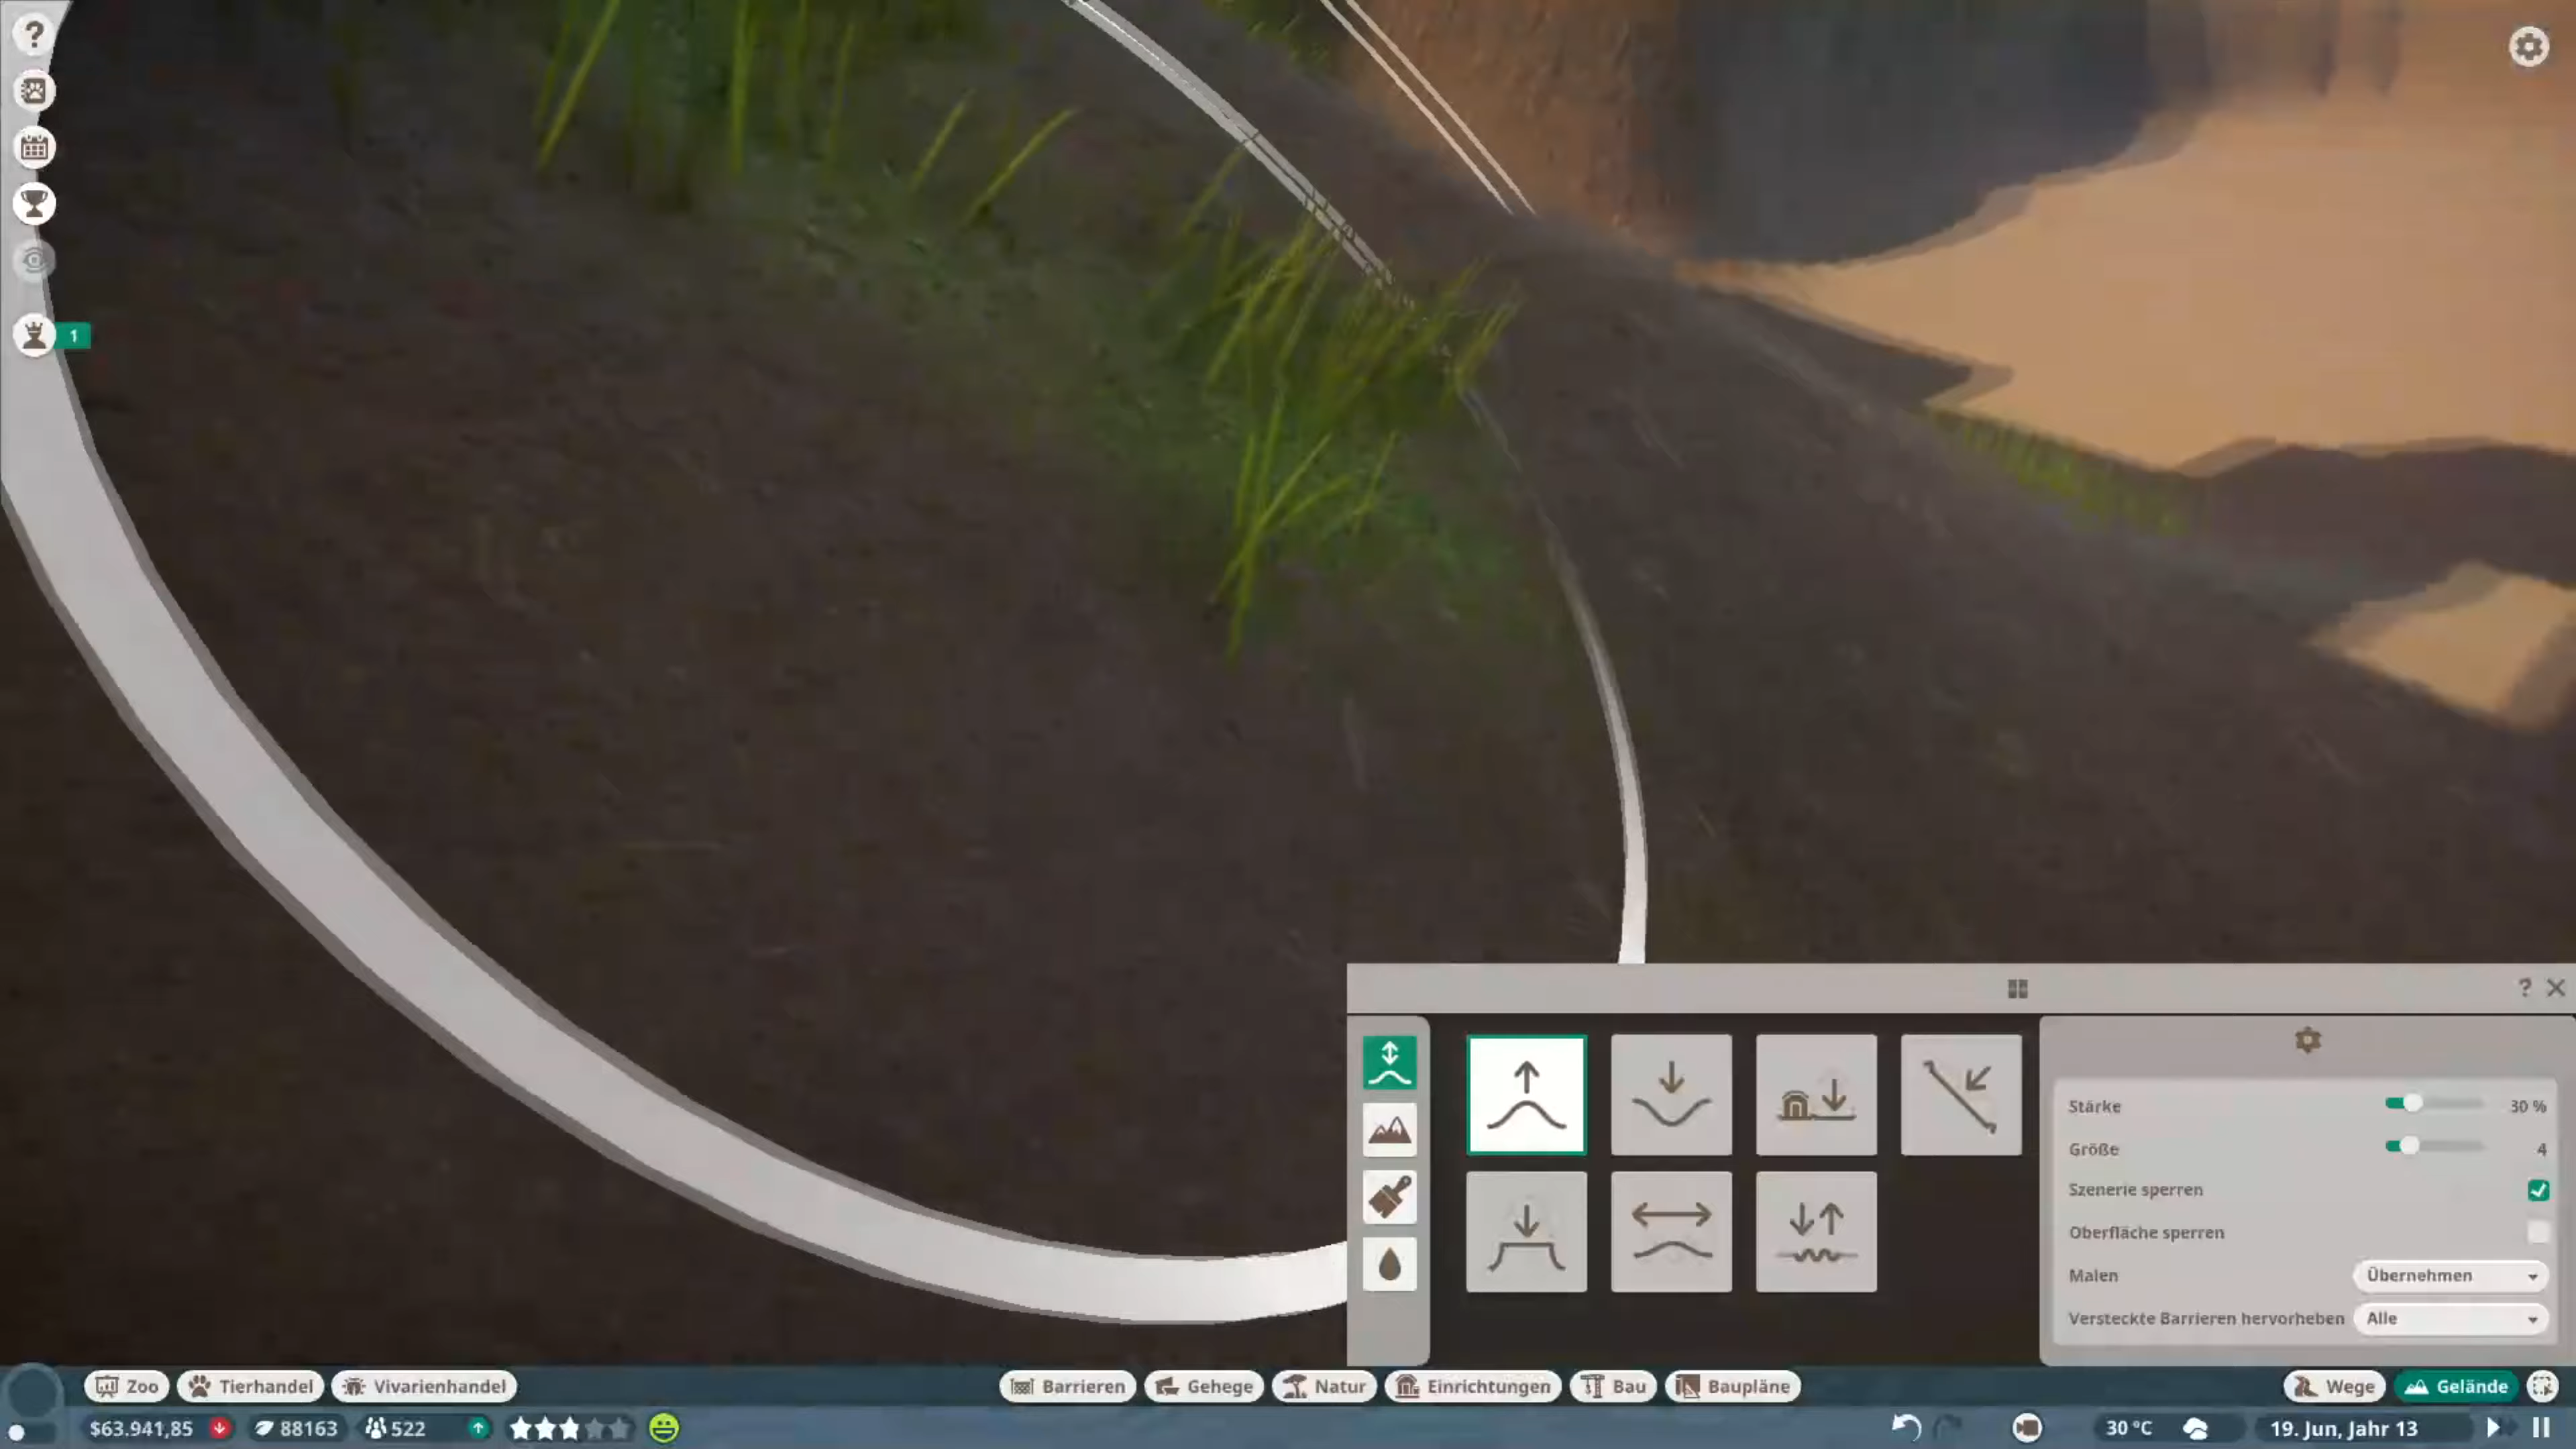 ?
1
?
Stärke 30 %
Größe 4
Szenerie sperren
Oberfläche sperren
Malen Übernehmen
Versteckte Barrieren hervorheben Alle
Zoo Tierhandel Vivarienhandel Barrieren Gehege Natur Einrichtungen Bau Baupläne Wege Gelände
$63.941,85 88163 522 30 °C 19. Jun, Jahr 13